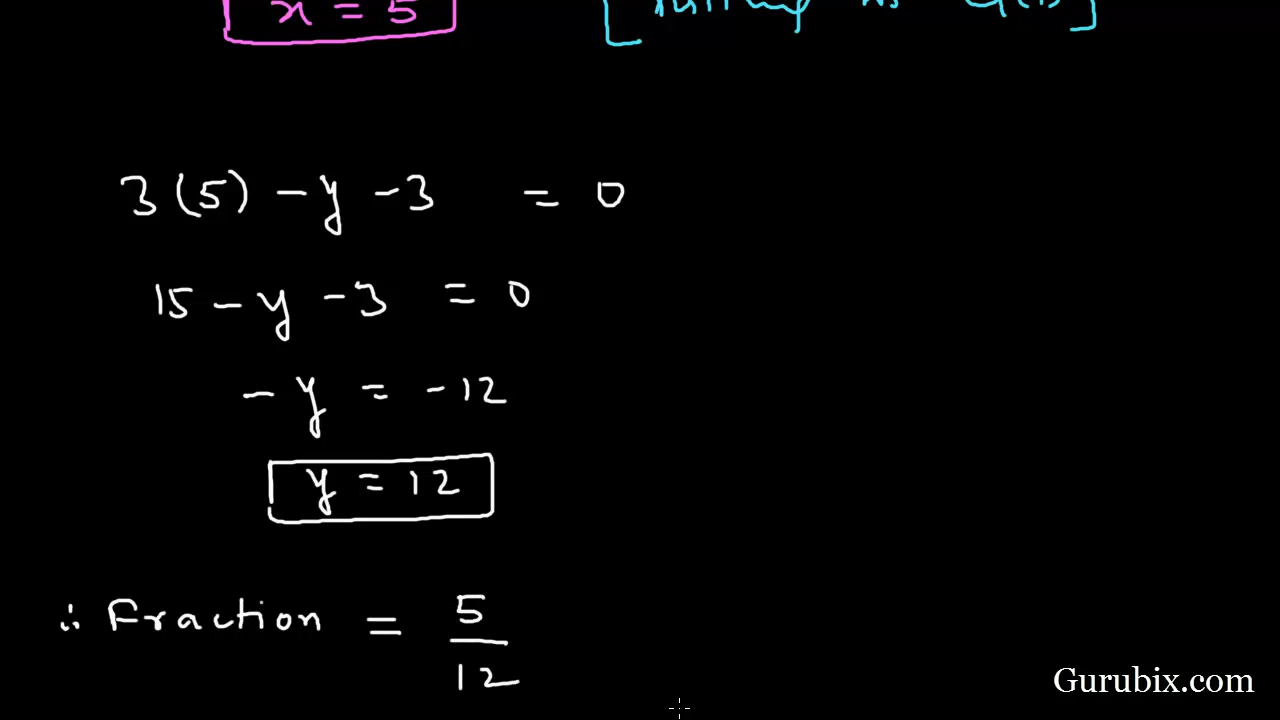 x = 5
3(5) - y - 3 = 0
15 - y - 3 = 0
- y = - 12
y = 12
∴ Fraction = 5/12
Gurubix.com